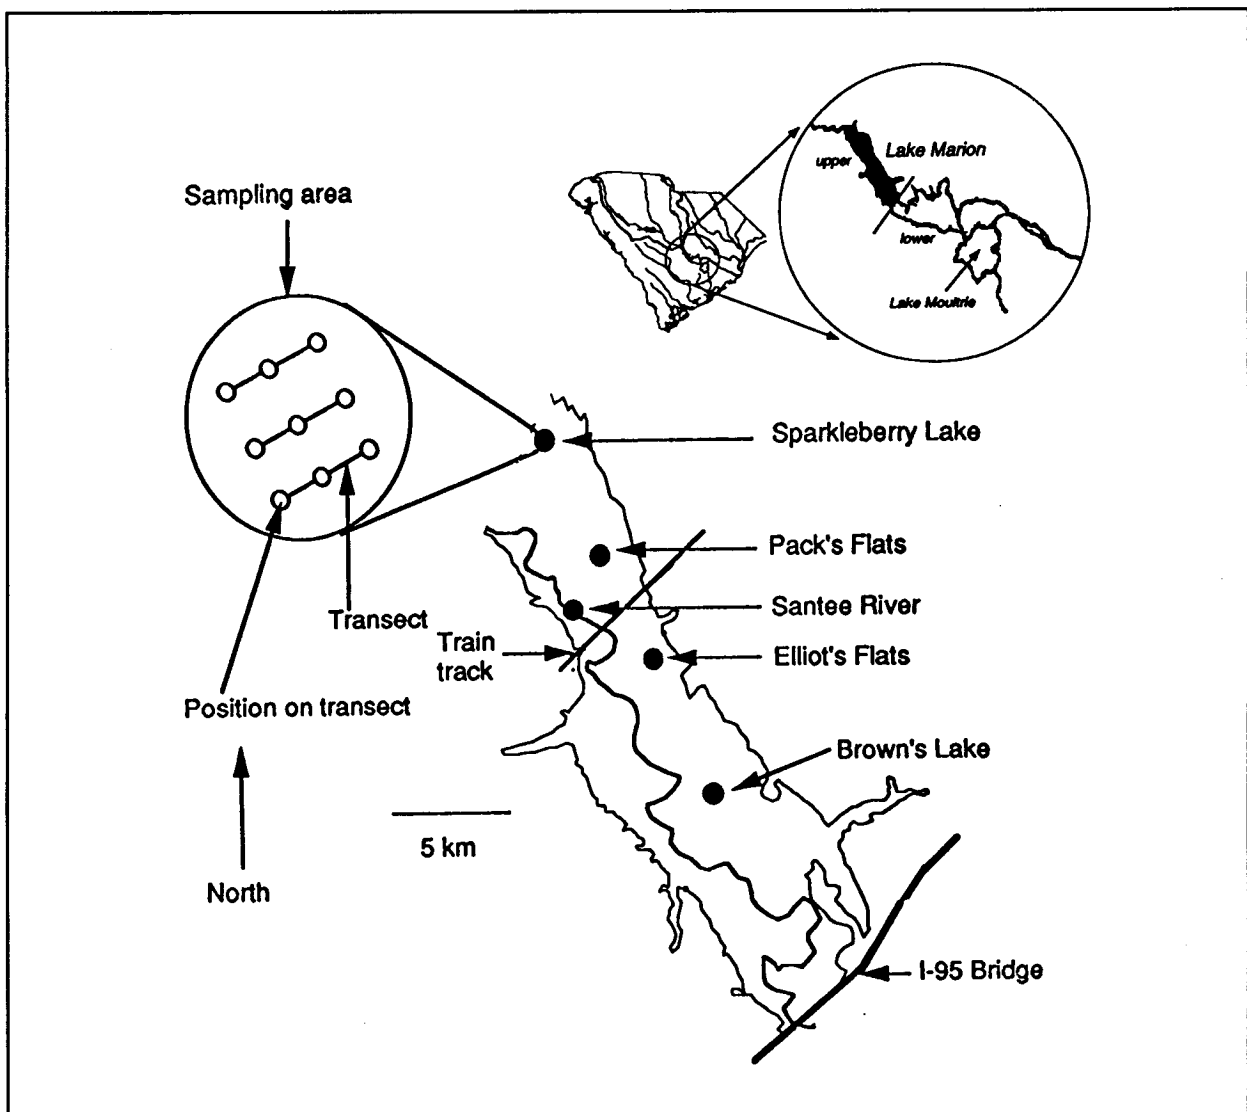 Lake Marion
upper
lower
Lake Moultrie
Sampling area
Sparkleberry Lake
Pack's Flats
Santee River
Transect
Train
track
Elliot's Flats
Position on transect
Brown's Lake
5 km
North
I-95 Bridge